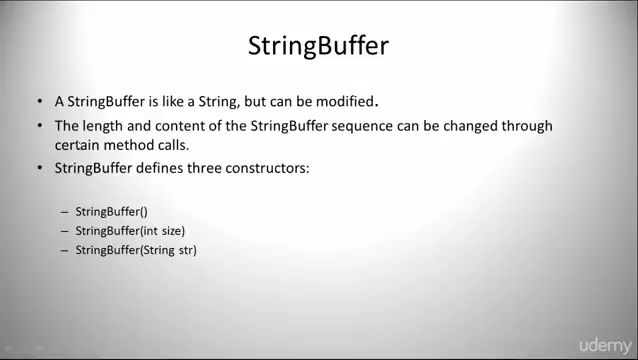 StringBuffer
• A StringBuffer is like a String, but can be modified.
• The length and content of the StringBuffer sequence can be changed through
certain method calls.
• StringBuffer defines three constructors:
– StringBuffer()
– StringBuffer(int size)
– StringBuffer(String str)
udemy